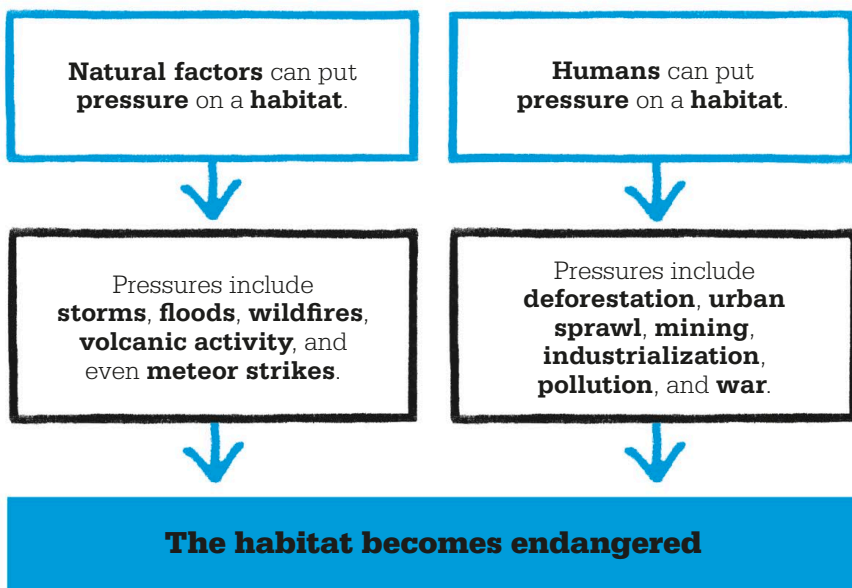 Natural factors can put
pressure on a habitat.
Humans can put
pressure on a habitat.
Pressures include
storms, floods, wildfires,
volcanic activity, and
even meteor strikes.
Pressures include
deforestation, urban
sprawl, mining,
industrialization,
pollution, and war.
The habitat becomes endangered